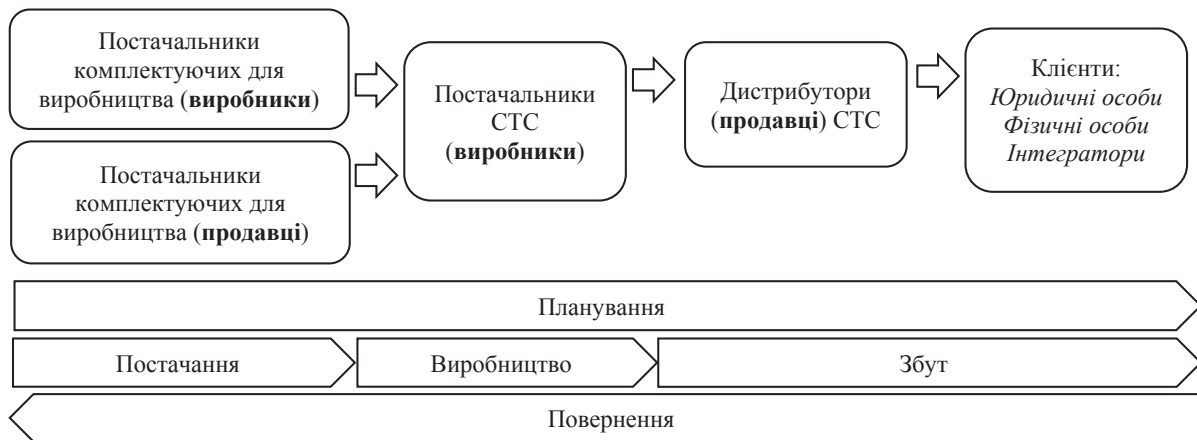 Постачальники
комплектуючих для
виробництва (виробники)
Постачальники
комплектуючих для
виробництва (продавці)
Постачальники
СТС
(виробники)
Дистрибутори
(продавці) СТС
Клієнти:
Юридичні особи
Фізичні особи
Інтегратори
Планування
Постачання
Виробництво
Збут
Повернення